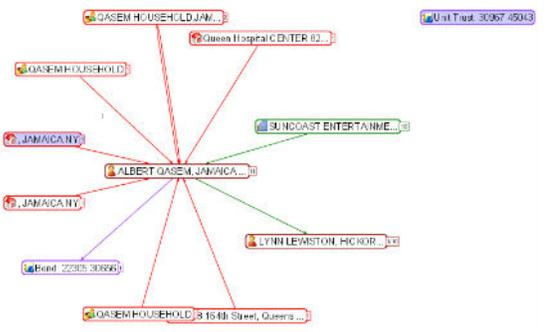 QASEM HOUSEHOLD,JAM...
Unit Trust: 30967 45043
Queen Hospital CENTER 82...
QASEM HOUSEHOLD
SUNCOAST ENTERTAINME...
, JAMAICA NY
ALBERT QASEM, JAMAICA ...
, JAMAICA NY
LYNN LEWISTON, HICKOR...
Bond: 22305 30656
QASEM HOUSEHOLD
8 164th Street, Queens ...